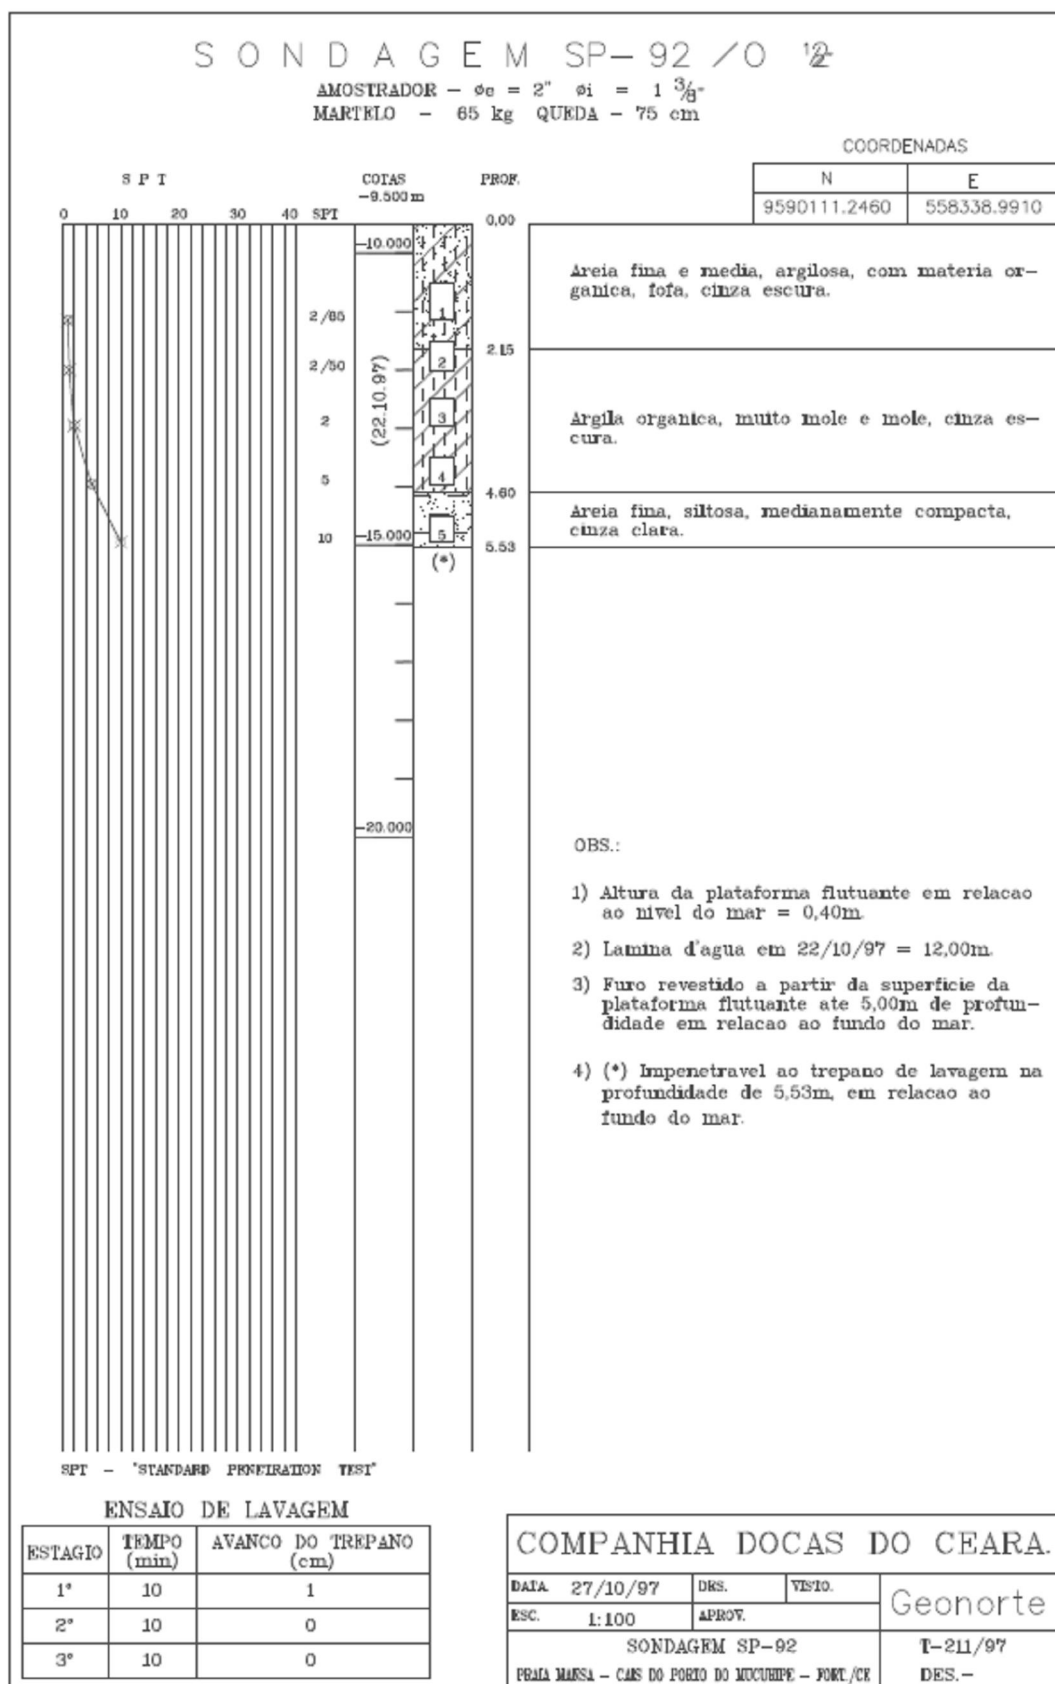 SONDAGEM SP-92 /0 1/2"
AMOSTRADOR - øe = 2" øi = 1 3/8"
MARTELO - 65 kg QUEDA - 75 cm
COORDENADAS
N E
9590111.2460 558338.9910
SPT COTAS PROF.
-9.500 m
0 10 20 30 40 SPT 0,00
-10.000
Areia fina e media, argilosa, com materia or-
ganica, fofa, cinza escura.
1
2/85
2.15
2
2/50
(22.10.97)
3
2
Argila organica, muito mole e mole, cinza es-
cura.
4
5
4.60
Areia fina, siltosa, medianamente compacta,
cinza clara.
10 -15.000 5
5.53
(*)
-20.000
OBS.:
1) Altura da plataforma flutuante em relacao
ao nivel do mar = 0,40m.
2) Lamina d'agua em 22/10/97 = 12,00m.
3) Furo revestido a partir da superficie da
plataforma flutuante ate 5,00m de profun-
didade em relacao ao fundo do mar.
4) (*) Impenetravel ao trepano de lavagem na
profundidade de 5,53m, em relacao ao
fundo do mar.
SPT - "STANDARD PENETRATION TEST"
ENSAIO DE LAVAGEM
ESTAGIO TEMPO (min) AVANCO DO TREPANO (cm)
1° 10 1
2° 10 0
3° 10 0
COMPANHIA DOCAS DO CEARA.
DATA 27/10/97 DES. VISTO. Geonorte
ESC. 1:100 APROV.
SONDAGEM SP-92 T-211/97
PRAIA MANSA - CAIS DO PORTO DO MUCURIPE - FORT./CE DES.-